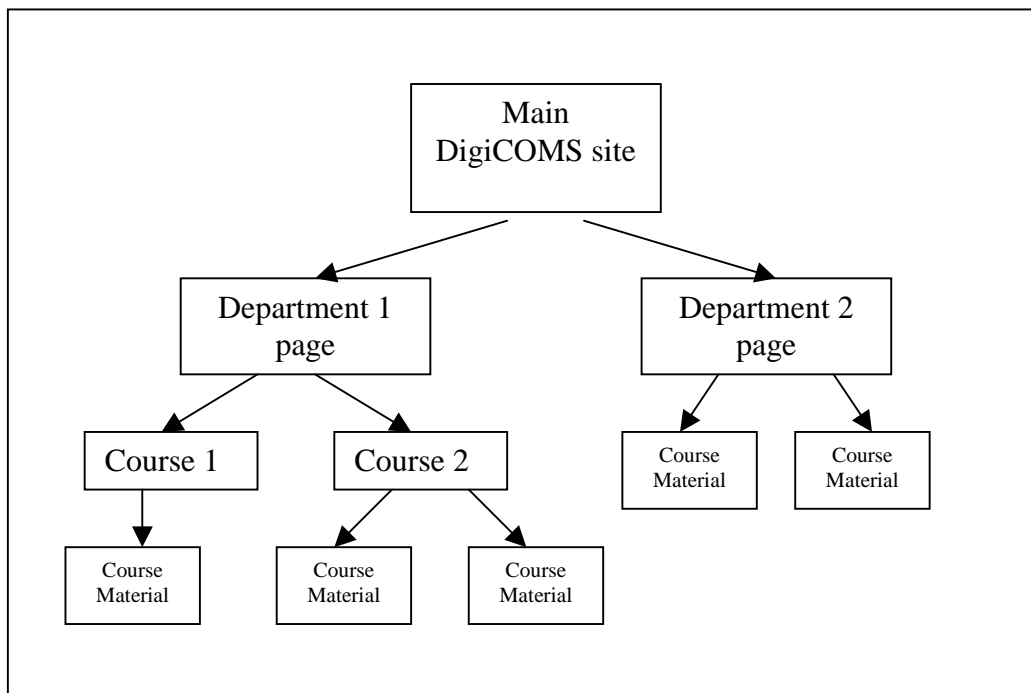 Main
DigiCOMS site
Department 1
page
Department 2
page
Course 1
Course 2
Course
Material
Course
Material
Course
Material
Course
Material
Course
Material